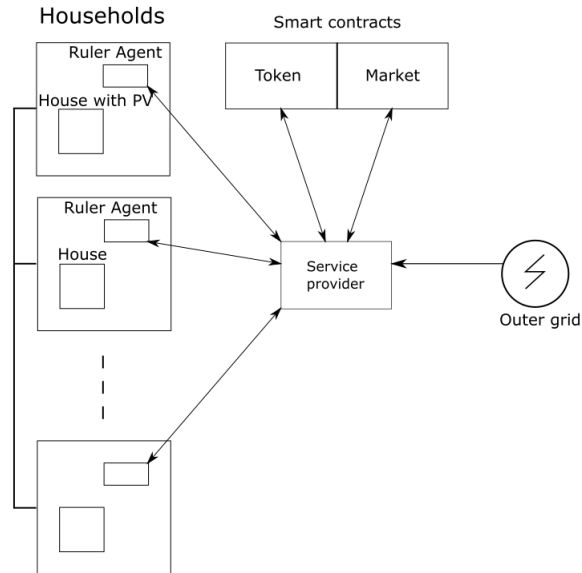 Households
Ruler Agent
House with PV
Ruler Agent
House
Smart contracts
Token
Market
Service
provider
Outer grid